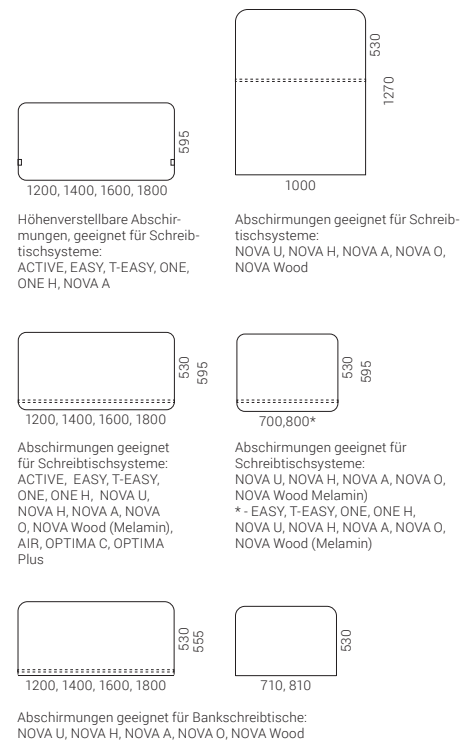 595
1200, 1400, 1600, 1800
Höhenverstellbare Abschir-
mungen, geeignet für Schreib-
tischsysteme:
ACTIVE, EASY, T-EASY, ONE,
ONE H, NOVA A
530
1270
1000
Abschirmungen geeignet für Schreib-
tischsysteme:
NOVA U, NOVA H, NOVA A, NOVA O,
NOVA Wood
530
595
1200, 1400, 1600, 1800
Abschirmungen geeignet
für Schreibtischsysteme:
ACTIVE, EASY, T-EASY,
ONE, ONE H, NOVA U,
NOVA H, NOVA A, NOVA
O, NOVA Wood (Melamin),
AIR, OPTIMA C, OPTIMA
Plus
530
595
700,800*
Abschirmungen geeignet für
Schreibtischsysteme:
NOVA U, NOVA H, NOVA A, NOVA O,
NOVA Wood Melamin)
* - EASY, T-EASY, ONE, ONE H,
NOVA U, NOVA H, NOVA A, NOVA O,
NOVA Wood (Melamin)
530
555
1200, 1400, 1600, 1800
530
710, 810
Abschirmungen geeignet für Bankschreibtische:
NOVA U, NOVA H, NOVA A, NOVA O, NOVA Wood